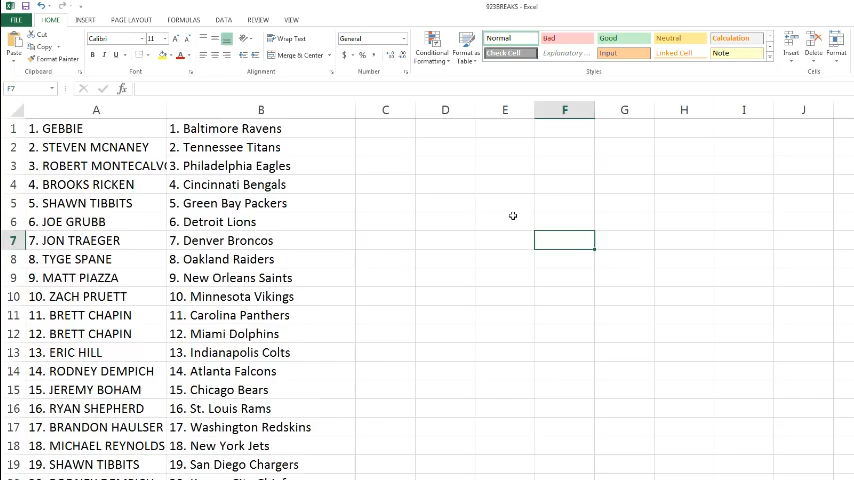 923BREAKS - Excel
FILE HOME INSERT PAGE LAYOUT FORMULAS DATA REVIEW VIEW
Cut Calibri 11 A A Wrap Text General Normal Bad Good Neutral Calculation
Paste Copy Format Painter B I U A Merge & Center $ % Conditional Formatting Format as Table Check Cell Explanatory ... Input Linked Cell Note Insert Delete Format
Clipboard Font Alignment Number Styles Cells
F7 fx
A B C D E F G H I J
1 1. GEBBIE 1. Baltimore Ravens
2 2. STEVEN MCNANEY 2. Tennessee Titans
3 3. ROBERT MONTECALVO 3. Philadelphia Eagles
4 4. BROOKS RICKEN 4. Cincinnati Bengals
5 5. SHAWN TIBBITS 5. Green Bay Packers
6 6. JOE GRUBB 6. Detroit Lions
7 7. JON TRAEGER 7. Denver Broncos
8 8. TYGE SPANE 8. Oakland Raiders
9 9. MATT PIAZZA 9. New Orleans Saints
10 10. ZACH PRUETT 10. Minnesota Vikings
11 11. BRETT CHAPIN 11. Carolina Panthers
12 12. BRETT CHAPIN 12. Miami Dolphins
13 13. ERIC HILL 13. Indianapolis Colts
14 14. RODNEY DEMPICH 14. Atlanta Falcons
15 15. JEREMY BOHAM 15. Chicago Bears
16 16. RYAN SHEPHERD 16. St. Louis Rams
17 17. BRANDON HAULSER 17. Washington Redskins
18 18. MICHAEL REYNOLDS 18. New York Jets
19 19. SHAWN TIBBITS 19. San Diego Chargers